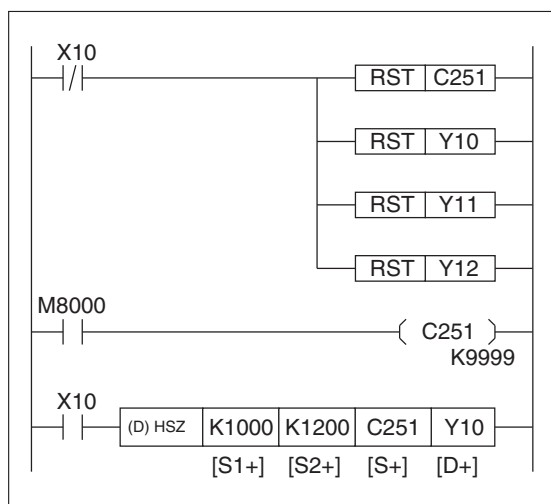 X10
RST C251
RST Y10
RST Y11
RST Y12
M8000
C251
K9999
X10
(D) HSZ K1000 K1200 C251 Y10
[S1+] [S2+] [S+] [D+]